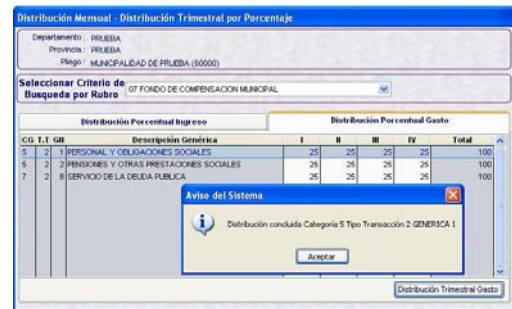 Distribución Mensual - Distribución Trimestral por Porcentaje
Departamento : PRUEBA
Provincia : PRUEBA
Pliego : MUNICIPALIDAD DE PRUEBA (60000)
Seleccionar Criterio de Busqueda por Rubro 07 FONDO DE COMPENSACION MUNICIPAL
Distribución Porcentual Ingreso Distribución Porcentual Gasto
CG T.T GN Descripción Genérica I II III IV Total
5 2 1 PERSONAL Y OBLIGACIONES SOCIALES 25 25 25 25 100
6 2 2 PENSIONES Y OTRAS PRESTACIONES SOCIALES 25 25 25 25 100
7 2 8 SERVICIO DE LA DEUDA PUBLICA 25 25 25 25 100
Aviso del Sistema
Distribución concluida Categoría 5 Tipo Transacción 2 GENERICA 1
Aceptar
Distribución Trimestral Gasto